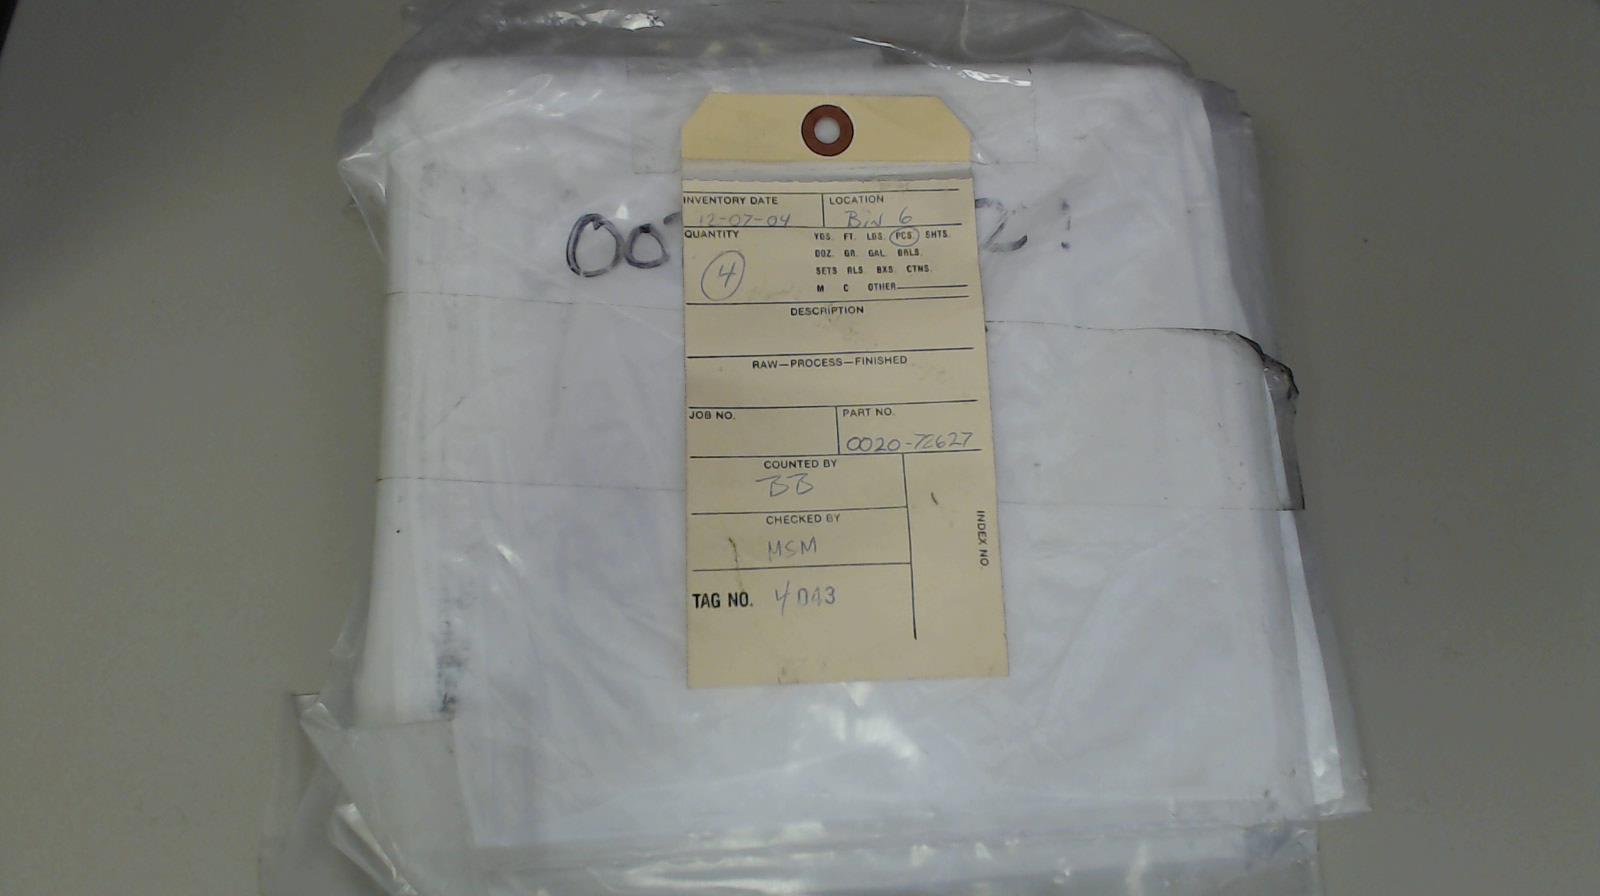 INVENTORY DATE LOCATION
12-07-04 Bin 6
QUANTITY YDS. FT. LBS. PCS. SHTS.
DOZ. GR. GAL. BRLS.
4 SETS RLS. BXS. CTNS.
M C OTHER
DESCRIPTION
RAW—PROCESS—FINISHED
JOB NO. PART NO.
0020-72627
COUNTED BY
BB
CHECKED BY
MSM
INDEX NO.
TAG NO. 4043
00